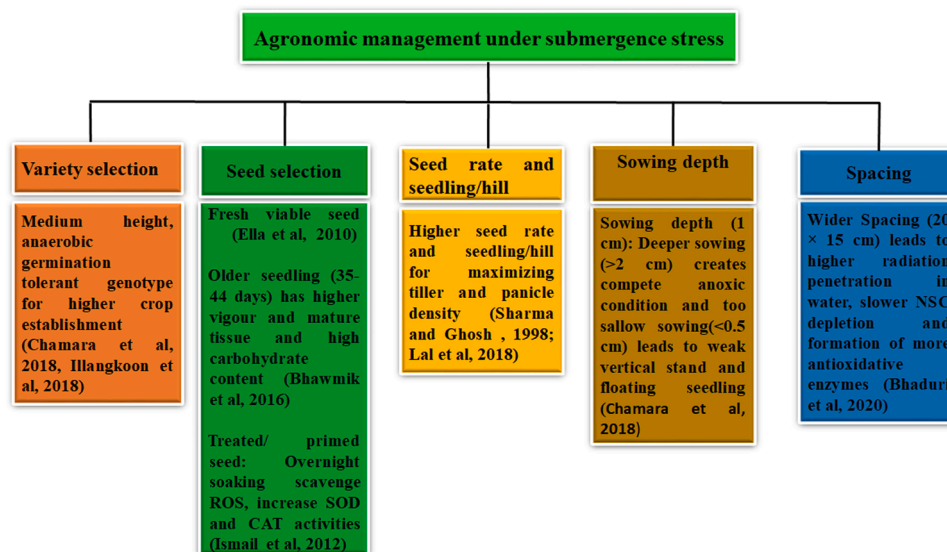 Agronomic management under submergence stress
Variety selection
Medium height,
anaerobic
germination
tolerant genotype
for higher crop
establishment
(Chamara et al,
2018, Illangkoon et
al, 2018)
Seed selection
Fresh viable seed
(Ella et al, 2010)
Older seedling (35-
44 days) has higher
vigour and mature
tissue and high
carbohydrate
content (Bhawmik
et al, 2016)
Treated/ primed
seed: Overnight
soaking scavenge
ROS, increase SOD
and CAT activities
(Ismail et al, 2012)
Seed rate and
seedling/hill
Higher seed rate
and seedling/hill
for maximizing
tiller and panicle
density (Sharma
and Ghosh , 1998;
Lal et al, 2018)
Sowing depth
Sowing depth (1
cm): Deeper sowing
(>2 cm) creates
compete anoxic
condition and too
sallow sowing(<0.5
cm) leads to weak
vertical stand and
floating seedling
(Chamara et al,
2018)
Spacing
Wider Spacing (20
× 15 cm) leads to
higher radiation
penetration in
water, slower NSC
depletion and
formation of more
antioxidative
enzymes (Bhaduri
et al, 2020)